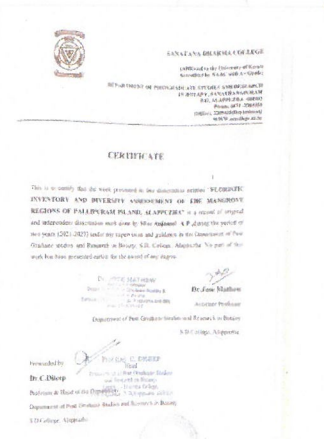 SANATANA DHARMA COLLEGE
(Affiliated to the University of Kerala
Accredited by NAAC with A+ Grade)
DEPARTMENT OF POSTGRADUATE STUDIES AND RESEARCH
IN BOTANY, SANATHANAPURAM
P.O, ALAPPUZHA
CERTIFICATE
This is to certify that the work presented in this dissertation entitled "FLORISTIC
INVENTORY AND DIVERSITY ASSESSMENT OF THE MANGROVE
REGIONS OF PALLIPURAM ISLAND, ALAPPUZHA" is a record of original
and independent dissertation work done by Miss A P during the period of
two years (2021-2023) under my supervision and guidance in the Department of Post
Graduate studies and Research in Botany, S.D. College, Alappuzha. No part of this
work has been presented earlier for the award of any degree.
Dr. JOSE MATHEW
Dr. Jose Mathew
Associate Professor
Department of Post Graduate Studies and Research in Botany
S D College, Alappuzha
Forwarded by
Dr. C. DILEEP
Head
Dr C.Dileep
Professor & Head of the Department
Department of Post Graduate Studies and Research in Botany
S D College, Alappuzha